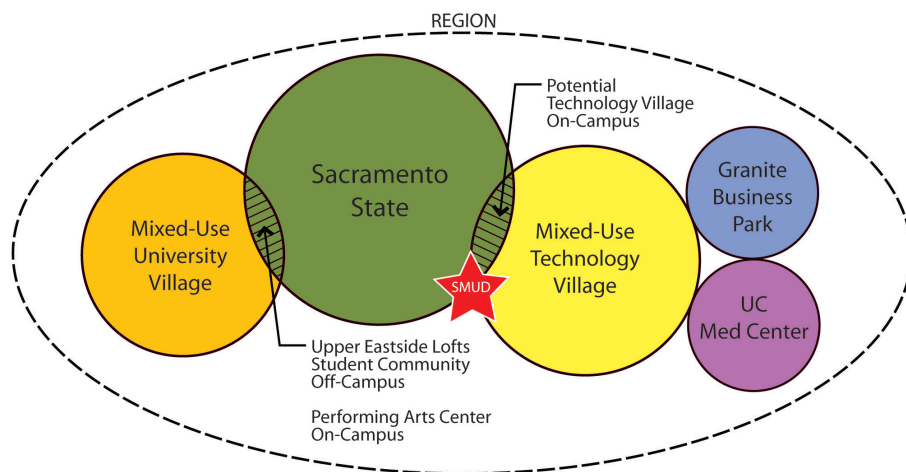 REGION
Potential
Technology Village
On-Campus
Sacramento
State
Granite
Business
Park
Mixed-Use
University
Village
Mixed-Use
Technology
Village
SMUD
UC
Med Center
Upper Eastside Lofts
Student Community
Off-Campus
Performing Arts Center
On-Campus